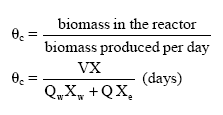 θc = biomass in the reactor / biomass produced per day
θc = VX / QwXw + Q Xe (days)